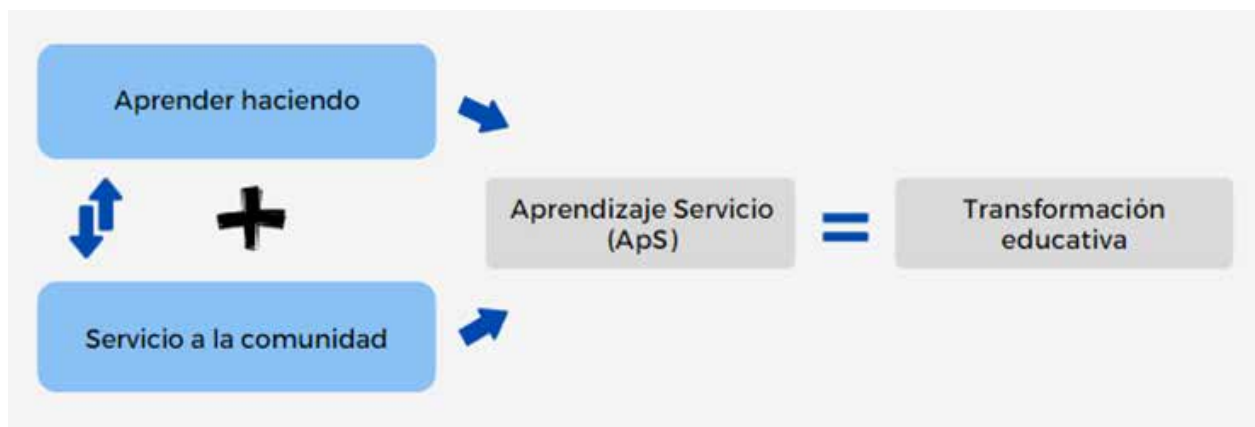 Aprender haciendo
+
Aprendizaje Servicio
(ApS)
=
Transformación
educativa
Servicio a la comunidad